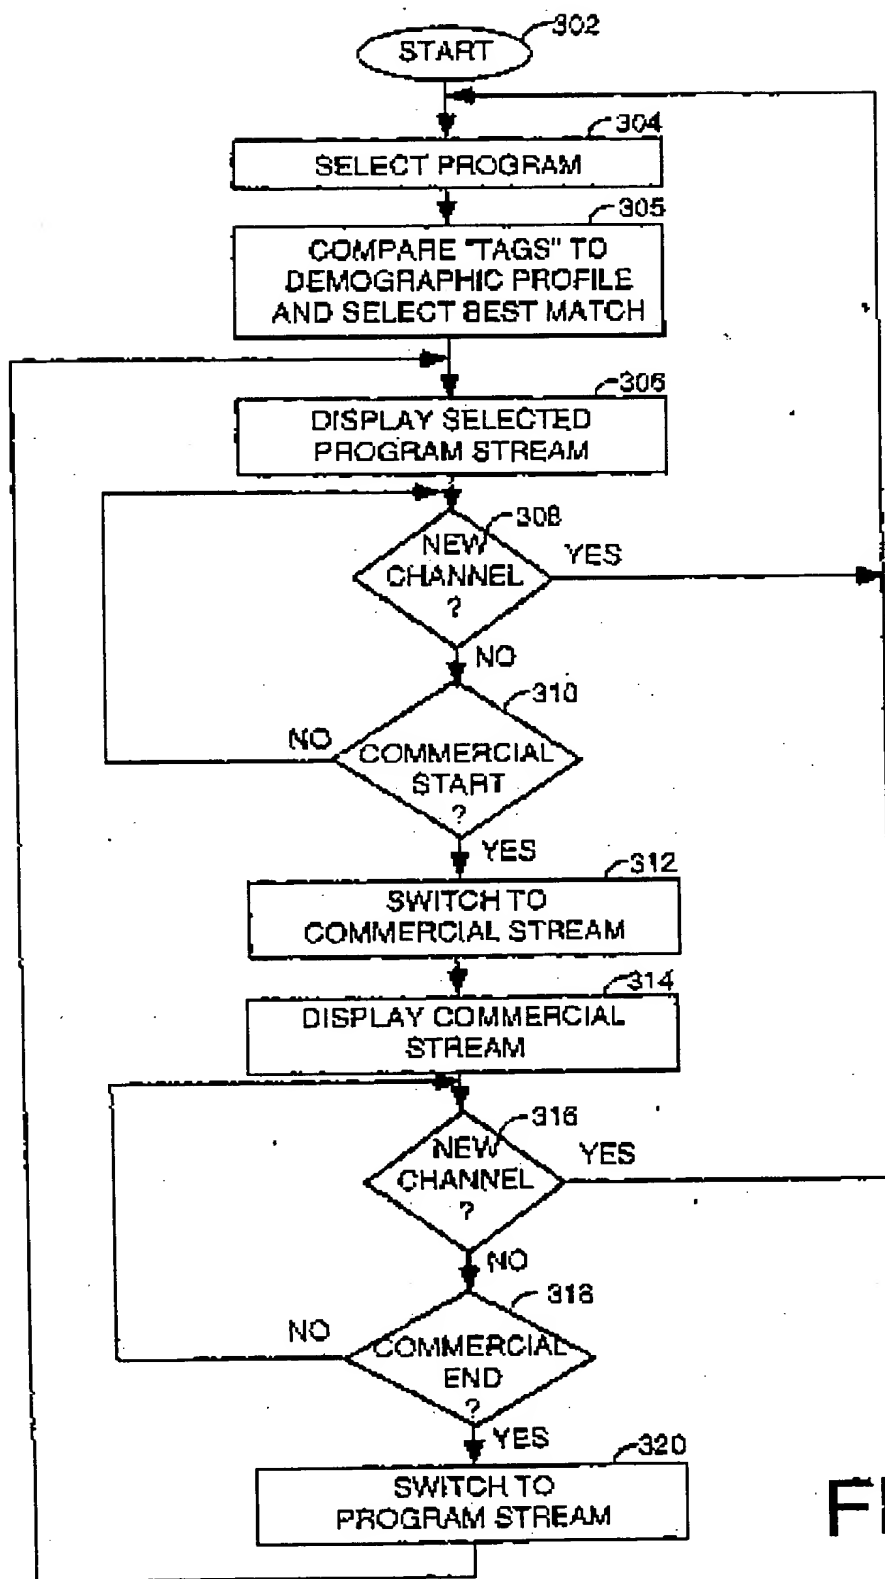 START
302
304
SELECT PROGRAM
305
COMPARE "TAGS" TO
DEMOGRAPHIC PROFILE
AND SELECT BEST MATCH
306
DISPLAY SELECTED
PROGRAM STREAM
308
NEW
CHANNEL
?
YES
NO
310
NO
COMMERCIAL
START
?
YES
312
SWITCH TO
COMMERCIAL STREAM
314
DISPLAY COMMERCIAL
STREAM
316
NEW
CHANNEL
?
YES
NO
318
NO
COMMERCIAL
END
?
YES
320
SWITCH TO
PROGRAM STREAM